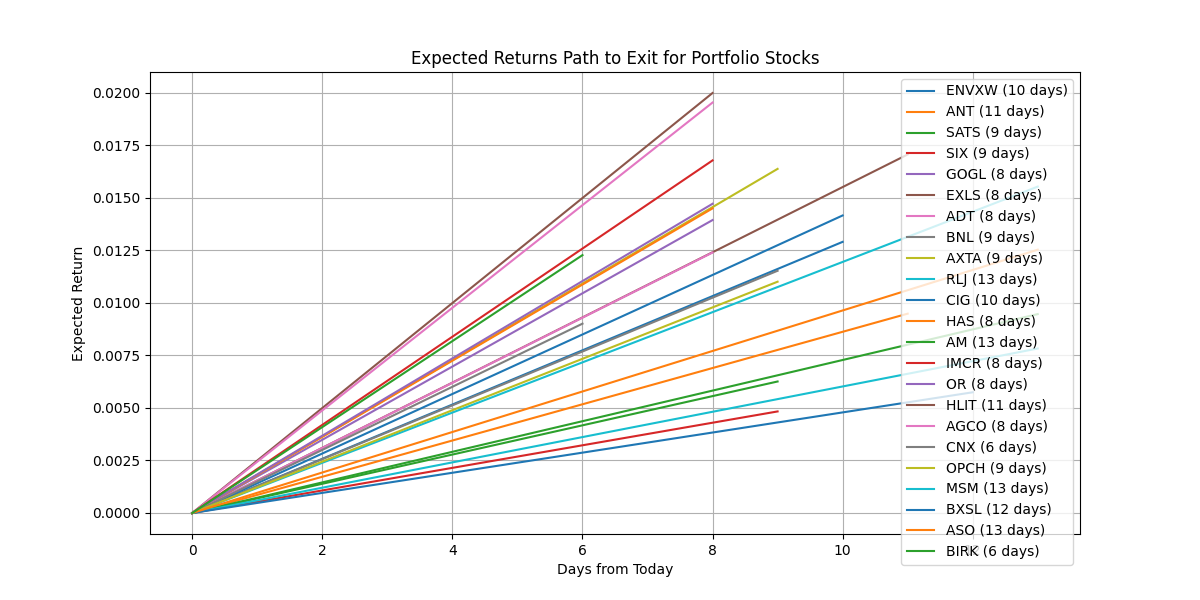 Expected Returns Path to Exit for Portfolio Stocks
0.0200
0.0175
0.0150
0.0125
0.0100
0.0075
0.0050
0.0025
0.0000
Expected Return
0 2 4 6 8 10
Days from Today
ENVXW (10 days)
ANT (11 days)
SATS (9 days)
SIX (9 days)
GOGL (8 days)
EXLS (8 days)
ADT (8 days)
BNL (9 days)
AXTA (9 days)
RLJ (13 days)
CIG (10 days)
HAS (8 days)
AM (13 days)
IMCR (8 days)
OR (8 days)
HLIT (11 days)
AGCO (8 days)
CNX (6 days)
OPCH (9 days)
MSM (13 days)
BXSL (12 days)
ASO (13 days)
BIRK (6 days)